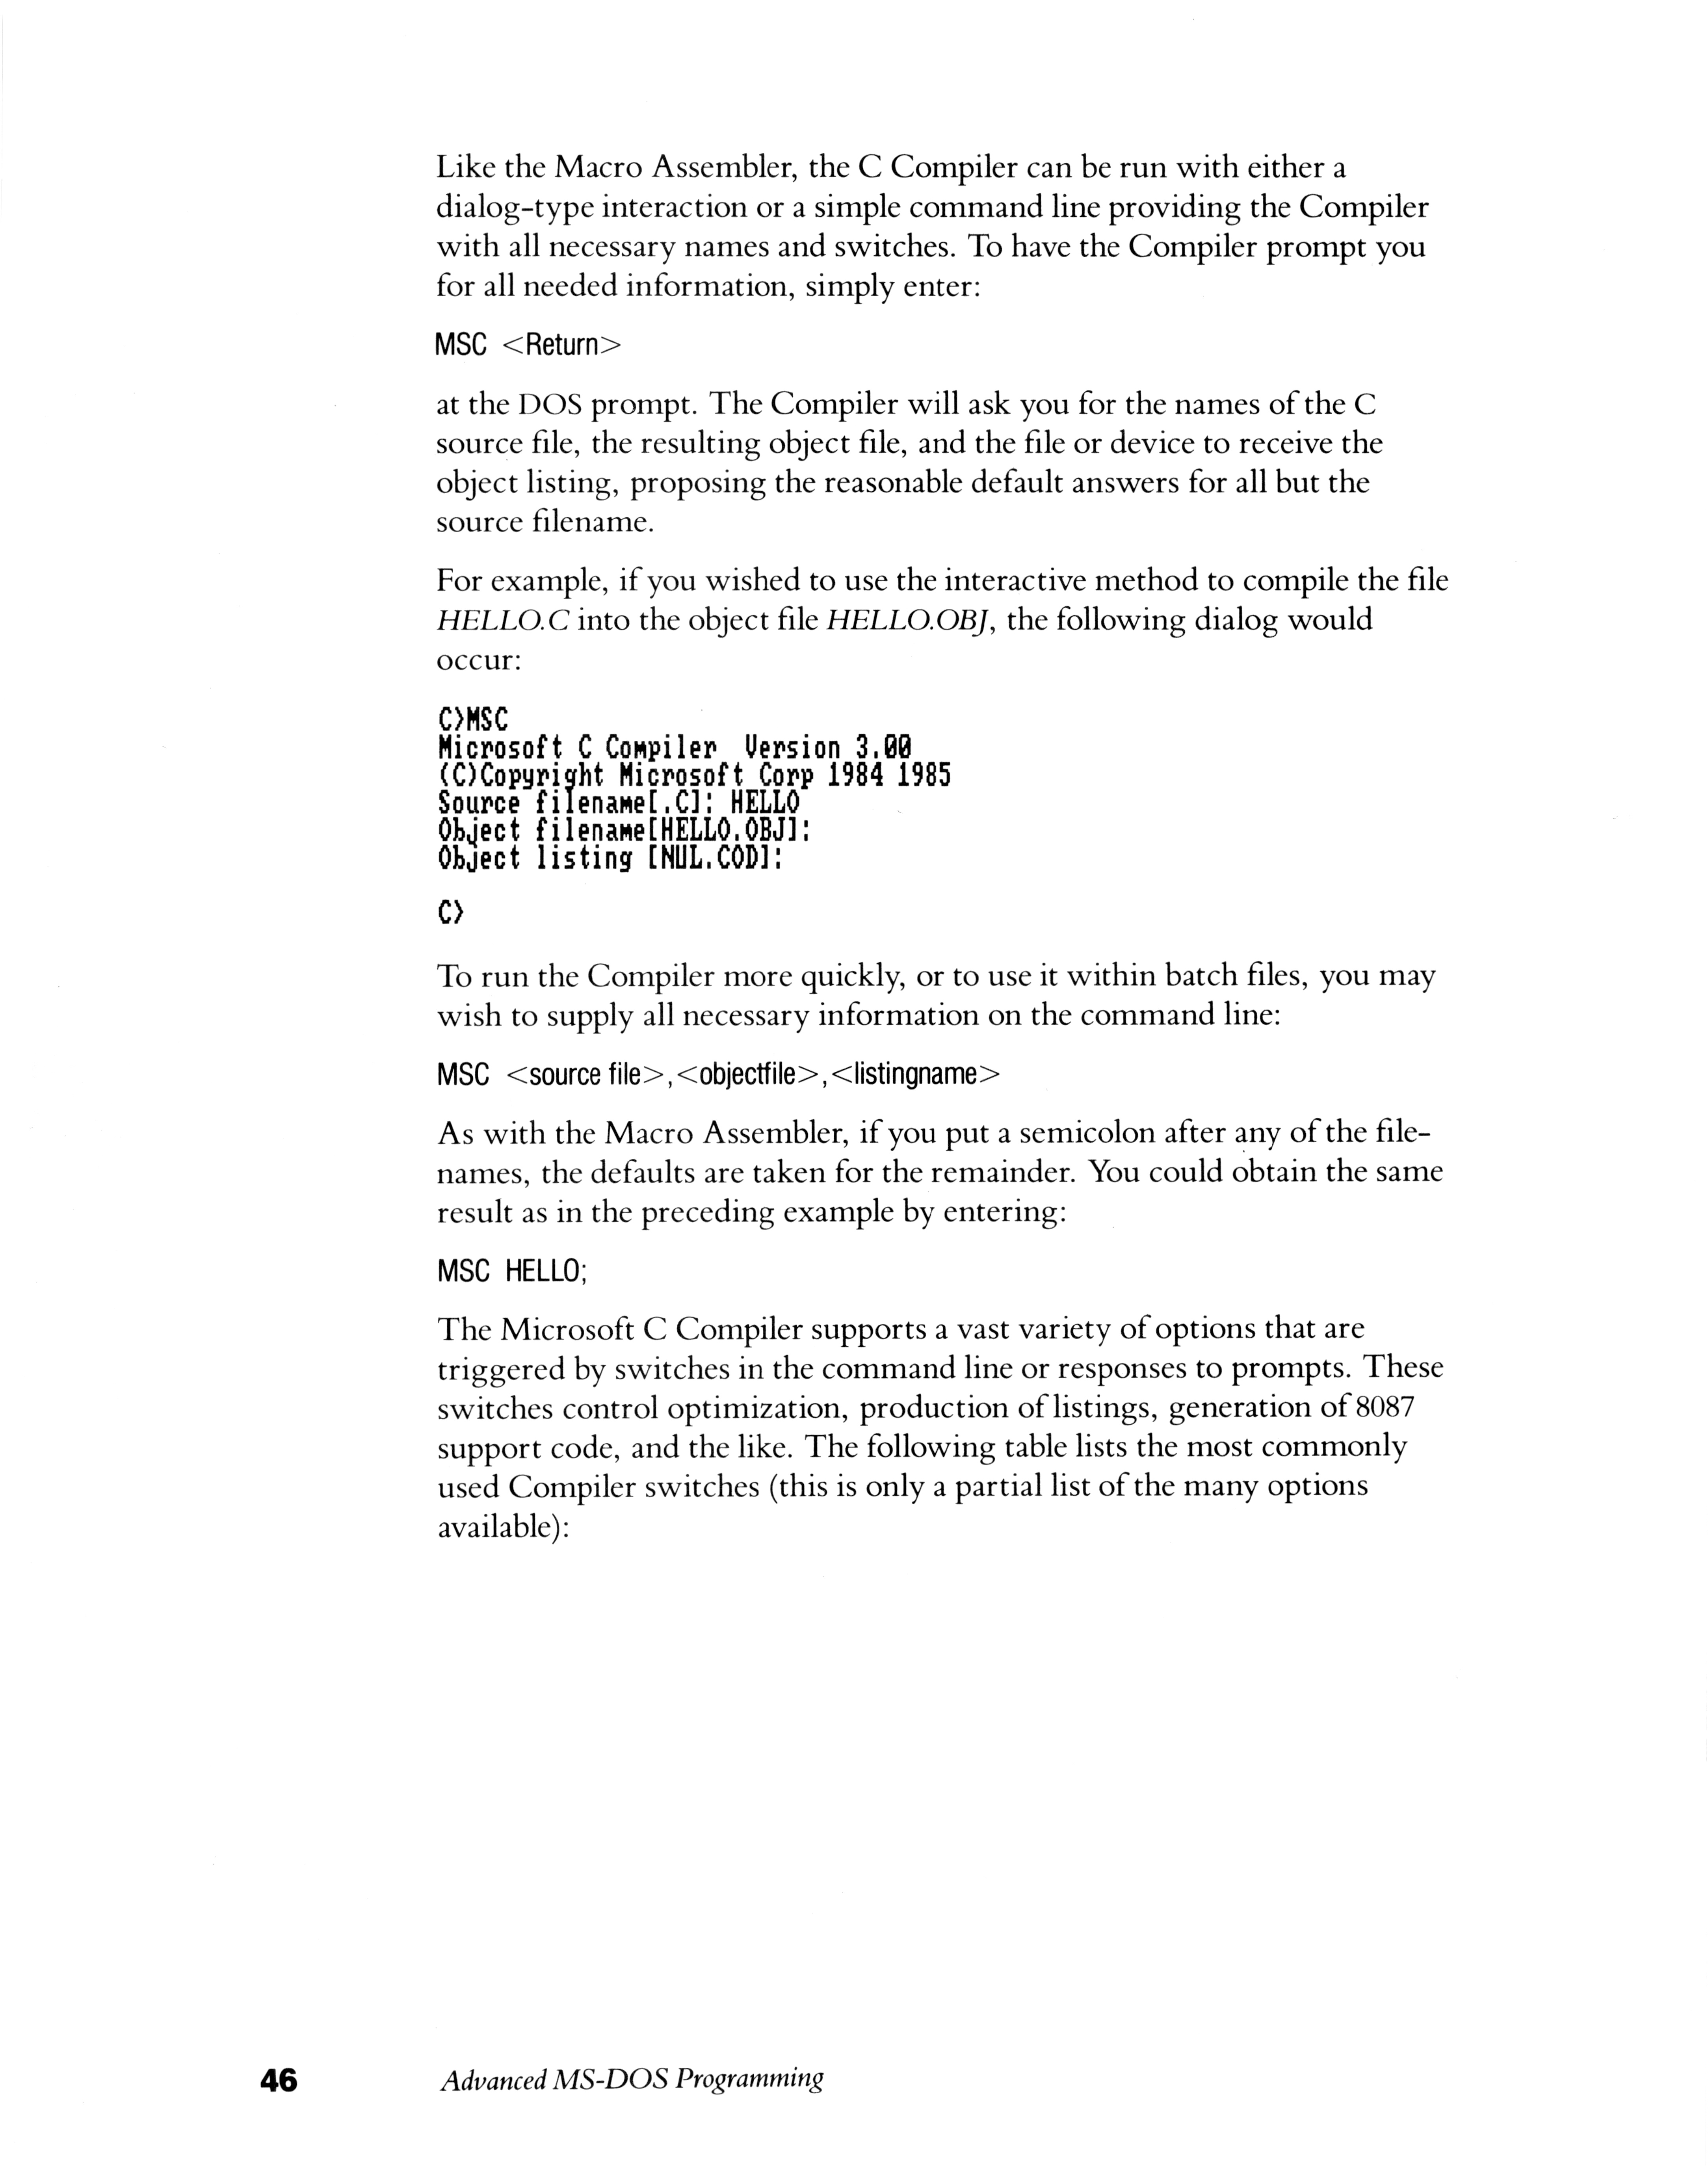 Like the Macro Assembler, the C Compiler can be run with either a
dialog-type interaction or a simple command line providing the Compiler
with all necessary names and switches. To have the Compiler prompt you
for all needed information, simply enter:
MSC <Return>
at the DOS prompt. The Compiler will ask you for the names of the C
source file, the resulting object file, and the file or device to receive the
object listing, proposing the reasonable default answers for all but the
source filename.
For example, if you wished to use the interactive method to compile the file
HELLO.C into the object file HELLO.OBJ, the following dialog would
occur:
C>MSC
Microsoft C Compiler  Version 3.00
(C)Copyright Microsoft Corp 1984 1985
Source filename[.C]: HELLO
Object filename[HELLO.OBJ]:
Object listing [NUL.COD]:
C>
To run the Compiler more quickly, or to use it within batch files, you may
wish to supply all necessary information on the command line:
MSC <source file>,<objectfile>,<listingname>
As with the Macro Assembler, if you put a semicolon after any of the file-
names, the defaults are taken for the remainder. You could obtain the same
result as in the preceding example by entering:
MSC HELLO;
The Microsoft C Compiler supports a vast variety of options that are
triggered by switches in the command line or responses to prompts. These
switches control optimization, production of listings, generation of 8087
support code, and the like. The following table lists the most commonly
used Compiler switches (this is only a partial list of the many options
available):
46 Advanced MS-DOS Programming